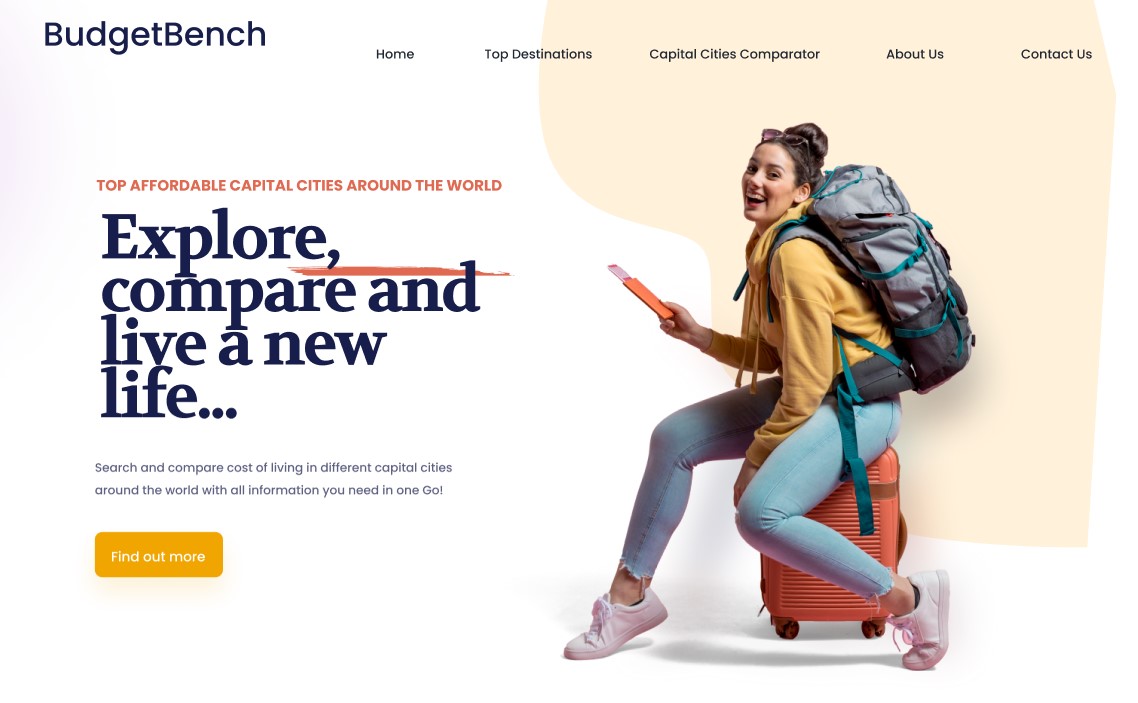 BudgetBench
Home
Top Destinations
Capital Cities Comparator
About Us
Contact Us
TOP AFFORDABLE CAPITAL CITIES AROUND THE WORLD
Explore,
compare and
live a new
life...
Search and compare cost of living in different capital cities
around the world with all information you need in one Go!
Find out more